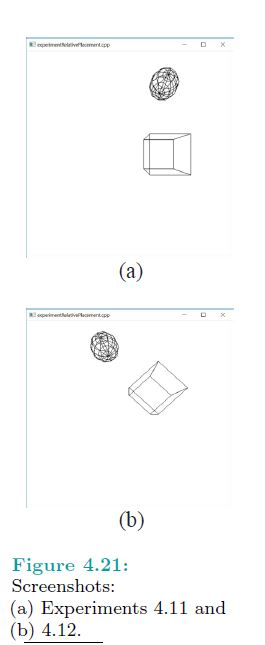 experimentRelativePlacement.cpp
(a)
experimentRelativePlacement.cpp
(b)
Figure 4.21:
Screenshots:
(a) Experiments 4.11 and
(b) 4.12.